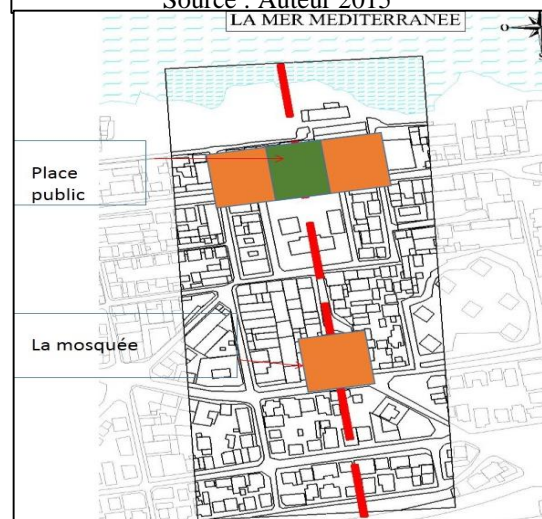 Source : Auteur 2015
LA MER MEDITERRANEE
Place
public
La mosquée